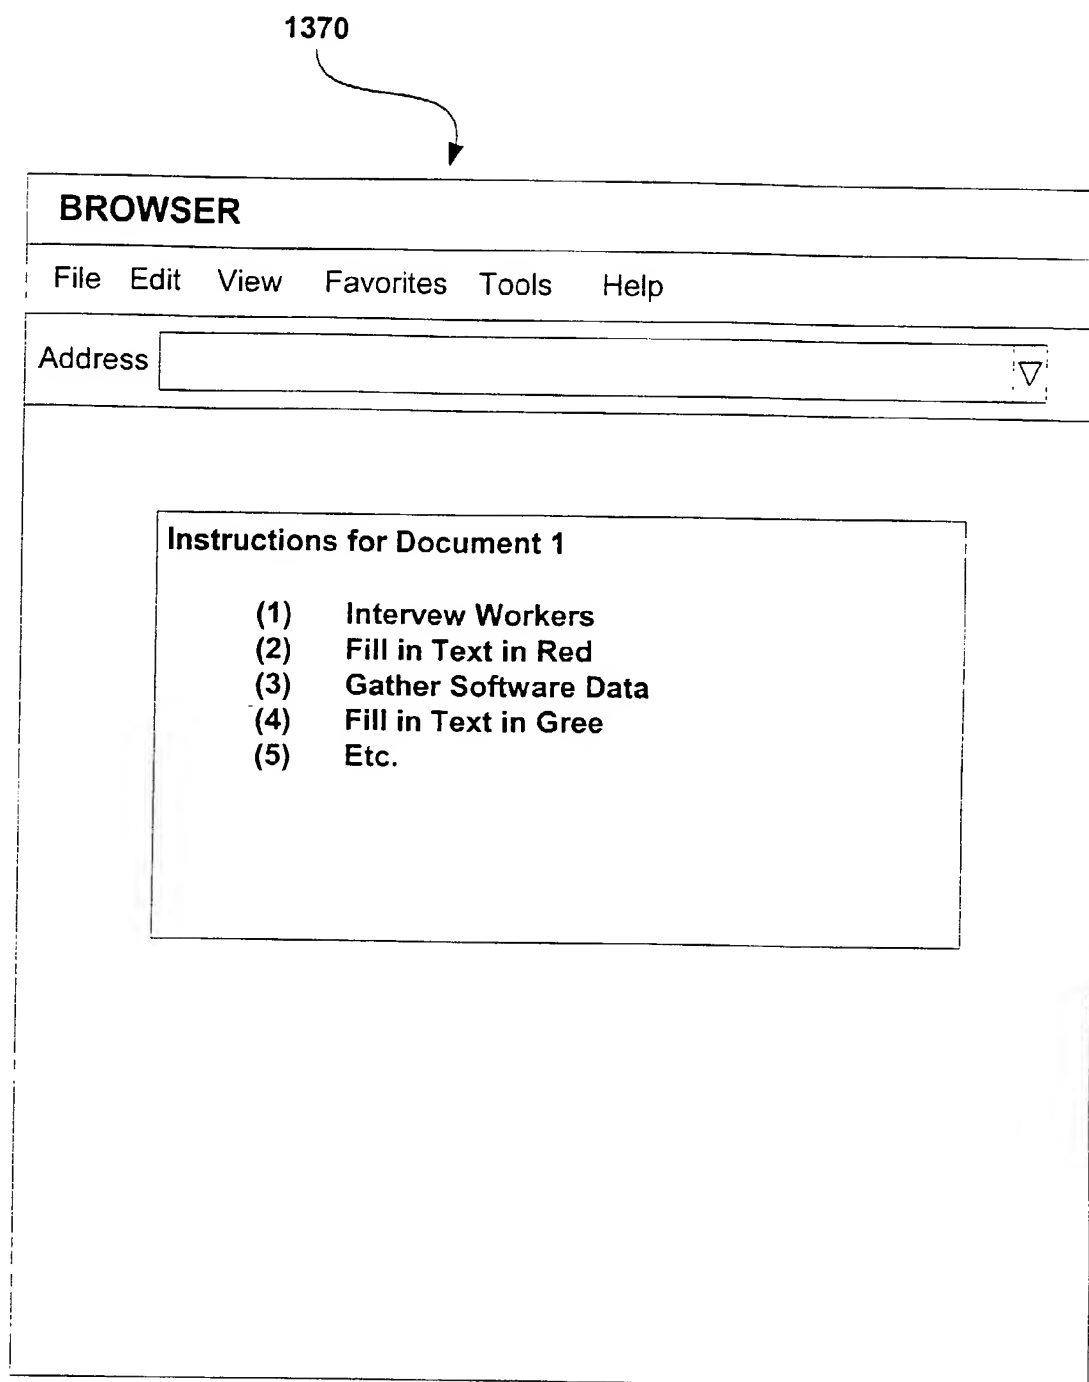 1370
BROWSER
File Edit View Favorites Tools Help
Address
Instructions for Document 1
(1) Intervew Workers
(2) Fill in Text in Red
(3) Gather Software Data
(4) Fill in Text in Gree
(5) Etc.